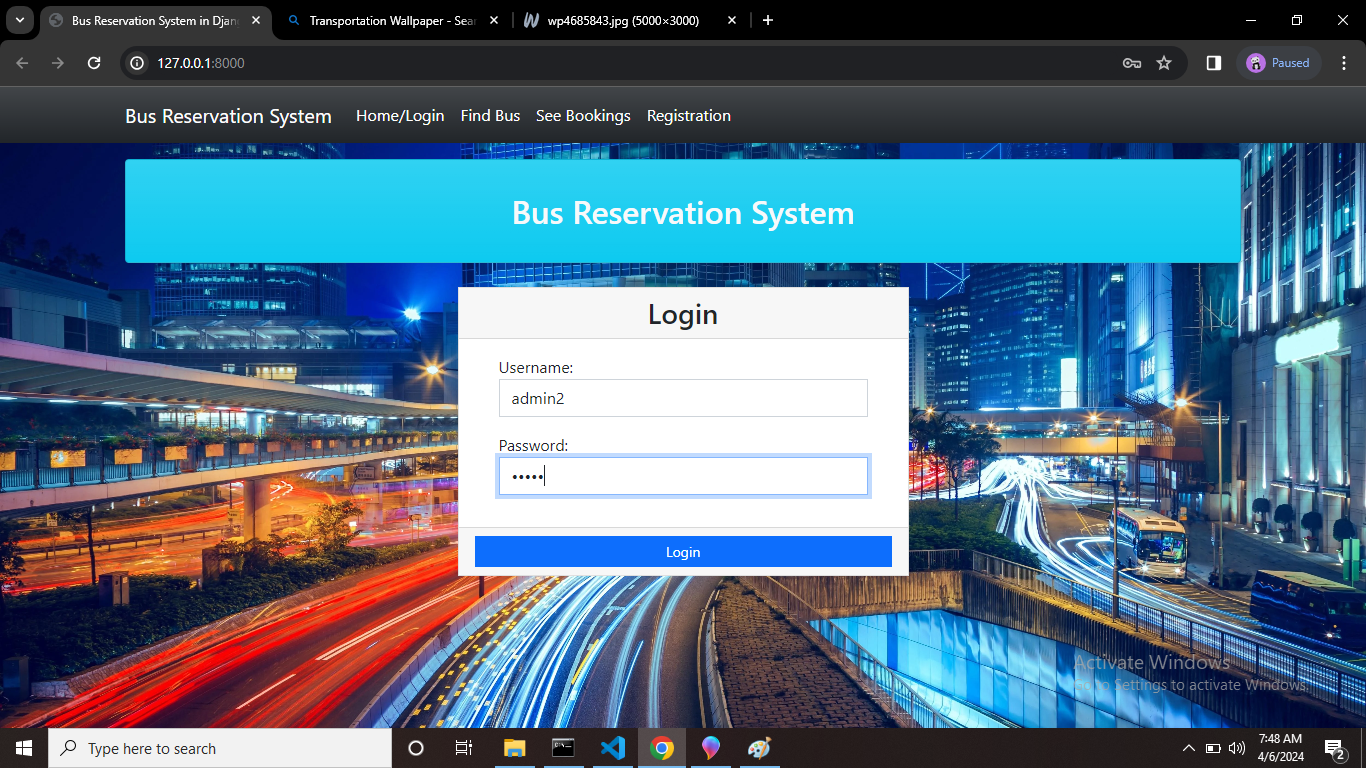 Bus Reservation System in Djan
Transportation Wallpaper - Sear
wp4685843.jpg (5000×3000)
127.0.0.1:8000
Paused
Bus Reservation System
Home/Login
Find Bus
See Bookings
Registration
Bus Reservation System
Login
Username:
admin2
Password:
•••••
Login
Activate Windows
Go to Settings to activate Windows.
Type here to search
7:48 AM
4/6/2024
2